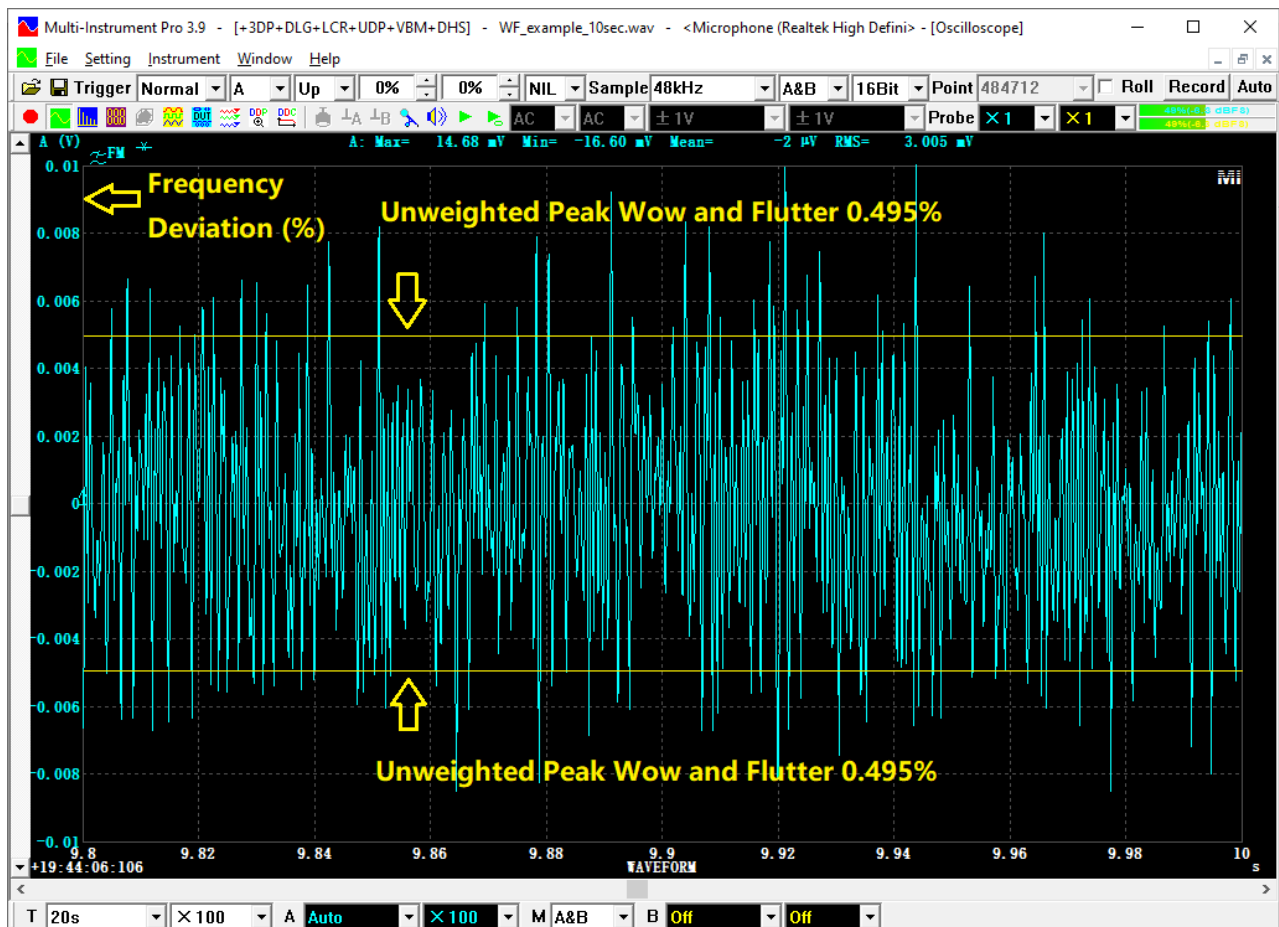 Multi-Instrument Pro 3.9 - [+3DP+DLG+LCR+UDP+VBM+DHS] - WF_example_10sec.wav - <Microphone (Realtek High Defini> - [Oscilloscope]
File Setting Instrument Window Help
Trigger Normal A Up 0% 0% NIL Sample 48kHz A&B 16Bit Point 484712 Roll Record Auto
DUT DDP DDC ⊥A ⊥B AC AC ± 1V ± 1V Probe ×1 ×1
A (V) FM A: Max= 14.68 mV Min= -16.60 mV Mean= -2 µV RMS= 3.005 mV
MI
Frequency
Deviation (%)
Unweighted Peak Wow and Flutter 0.495%
0.01
0.008
0.006
0.004
0.002
0
-0.002
-0.004
-0.006
-0.008
-0.01
Unweighted Peak Wow and Flutter 0.495%
9.8 9.82 9.84 9.86 9.88 9.9 9.92 9.94 9.96 9.98 10
+19:44:06:106 WAVEFORM s
T 20s ×100 A Auto ×100 M A&B B Off Off